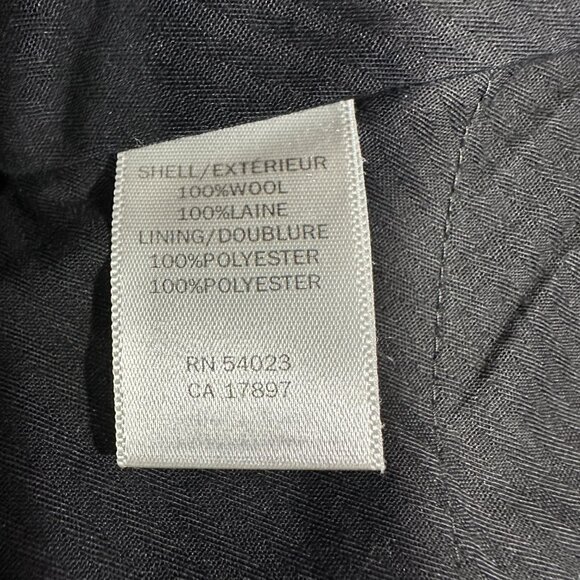 SHELL/EXTÉRIEUR
100%WOOL
100%LAINE
LINING/DOUBLURE
100%POLYESTER
100%POLYESTER
RN 54023
CA 17897